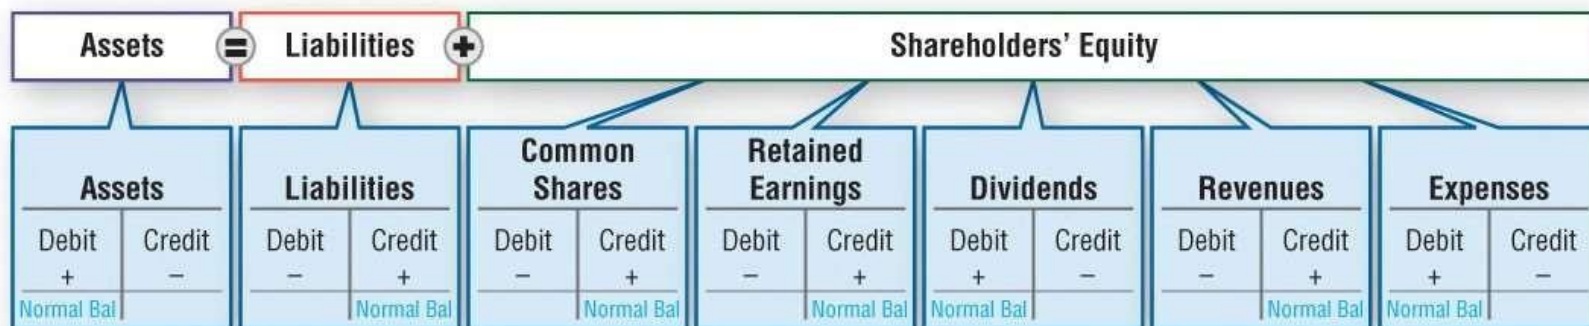 Assets = Liabilities + Shareholders' Equity
Common Retained
Assets Liabilities Shares Earnings Dividends Revenues Expenses
Debit Credit Debit Credit Debit Credit Debit Credit Debit Credit Debit Credit Debit Credit
+ − − + − + − + + − − + + −
Normal Bal Normal Bal Normal Bal Normal Bal Normal Bal Normal Bal Normal Bal